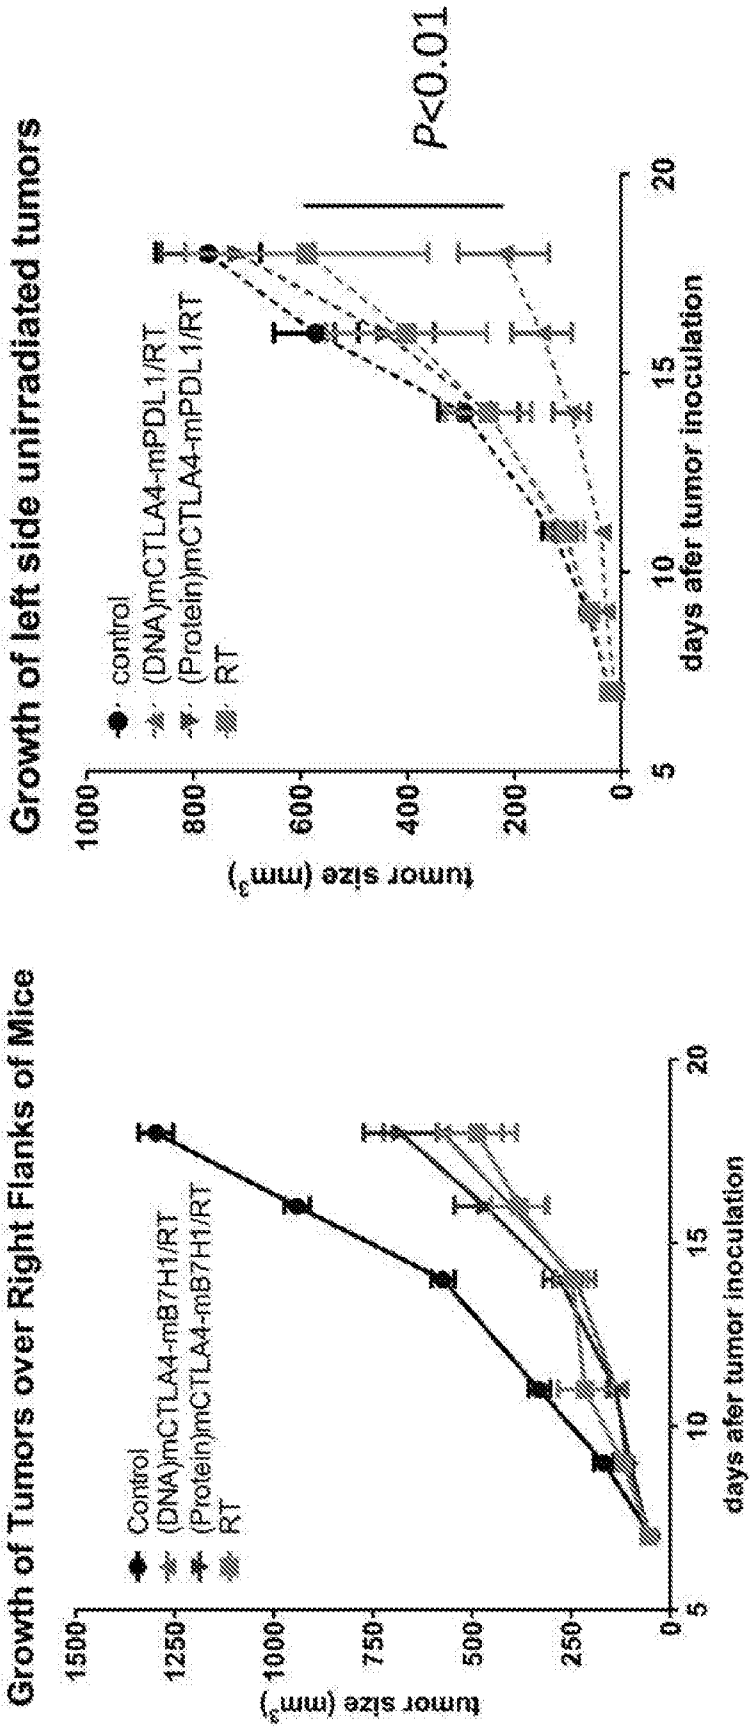 Growth of Tumors over Right Flanks of Mice
Control
(DNA)mCTLA4-mB7H1/RT
(Protein)mCTLA4-mB7H1/RT
RT
tumor size (mm³)
1500
1250
1000
750
500
250
0
5
10
15
20
days afer tumor inoculation
Growth of left side unirradiated tumors
control
(DNA)mCTLA4-mPDL1/RT
(Protein)mCTLA4-mPDL1/RT
RT
tumor size (mm³)
1000
800
600
400
200
0
5
10
15
20
days afer tumor inoculation
P<0.01